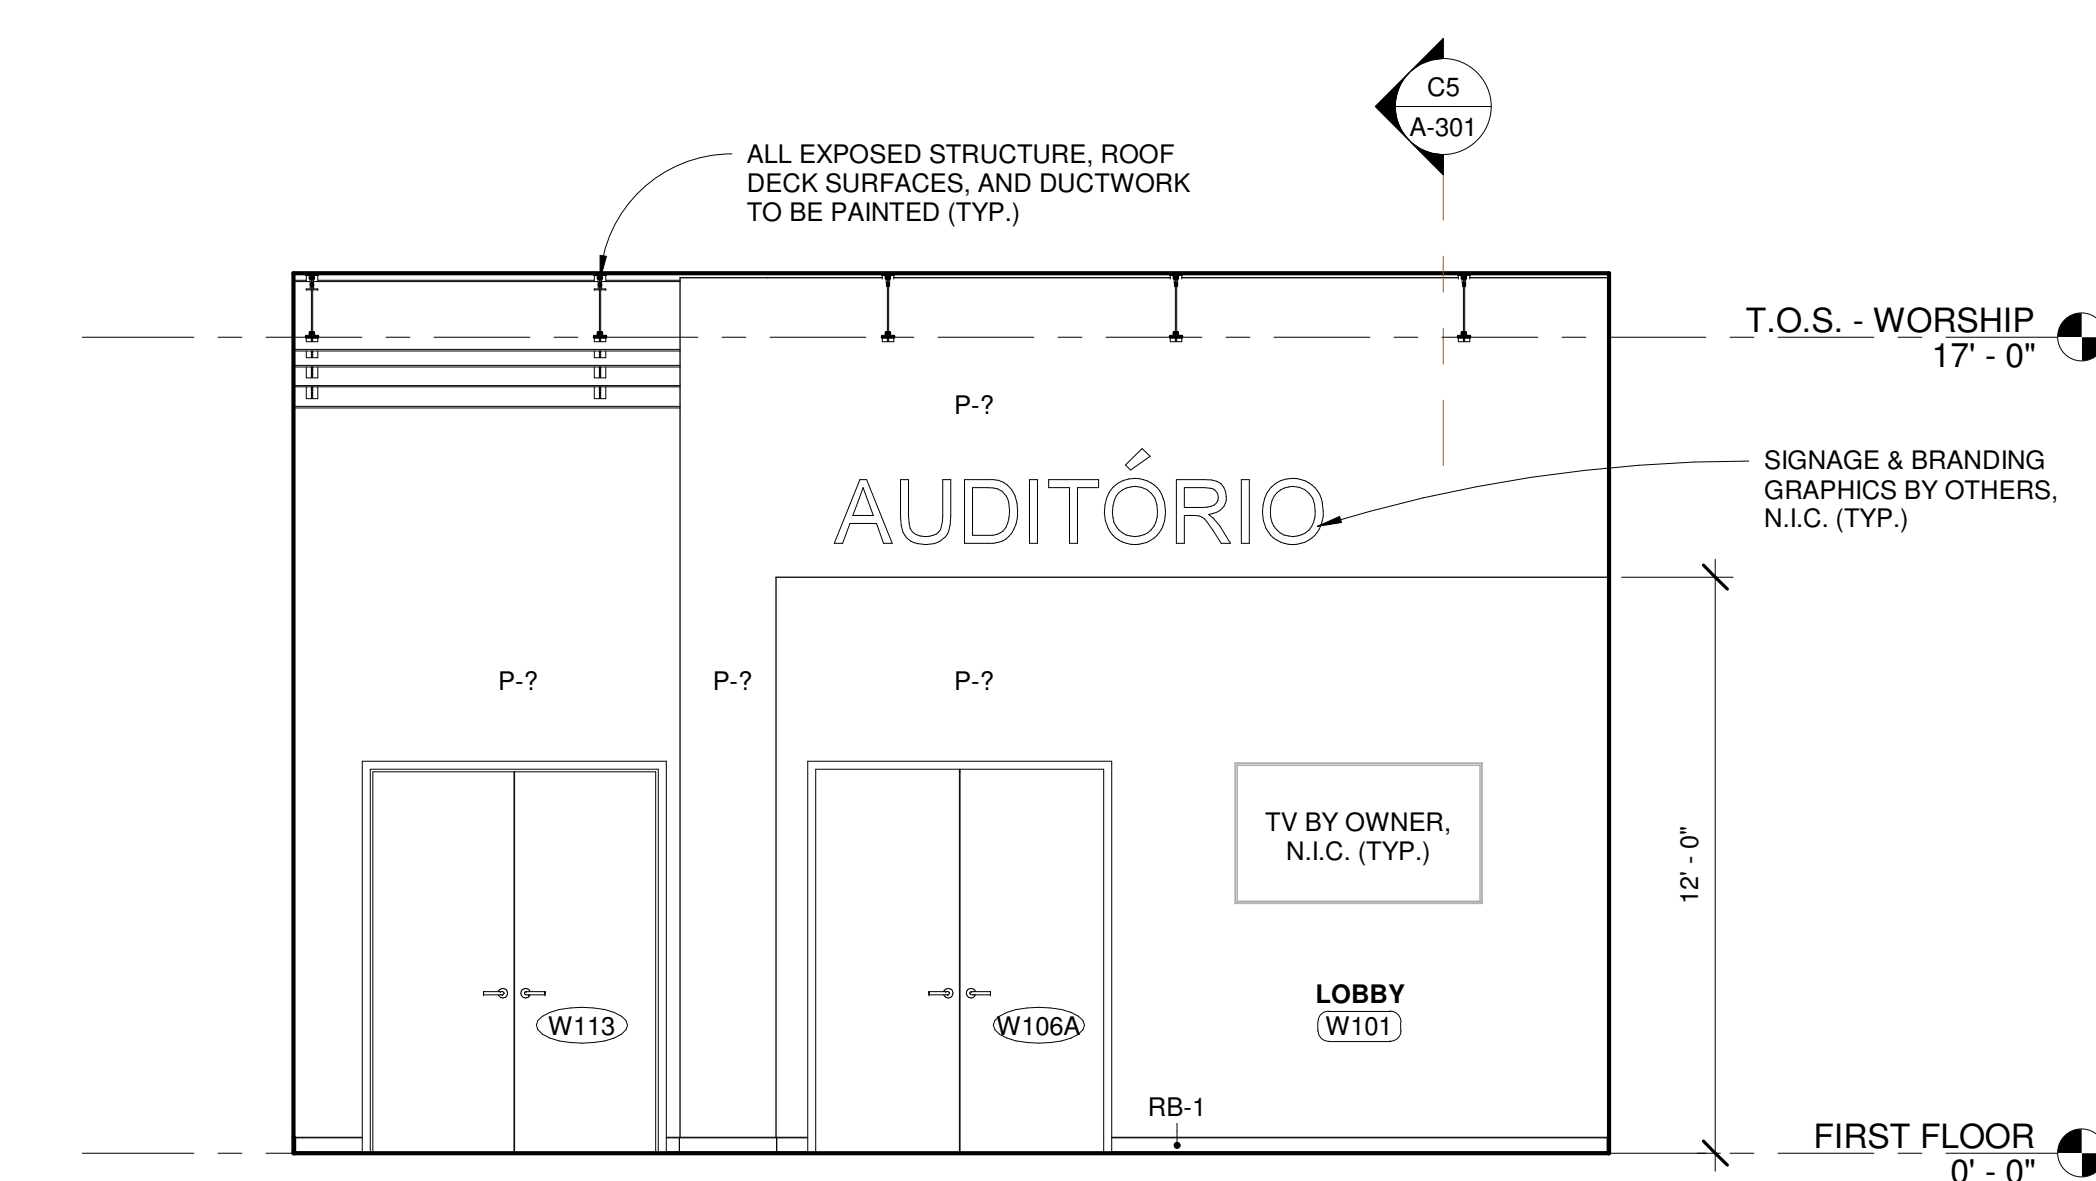 C5
A-301
ALL EXPOSED STRUCTURE, ROOF
DECK SURFACES, AND DUCTWORK
TO BE PAINTED (TYP.)
T.O.S. - WORSHIP
17' - 0"
P-?
AUDITÓRIO
SIGNAGE & BRANDING
GRAPHICS BY OTHERS,
N.I.C. (TYP.)
P-?
P-?
P-?
TV BY OWNER,
N.I.C. (TYP.)
12' - 0"
LOBBY
W101
W113
W106A
RB-1
FIRST FLOOR
0' - 0"